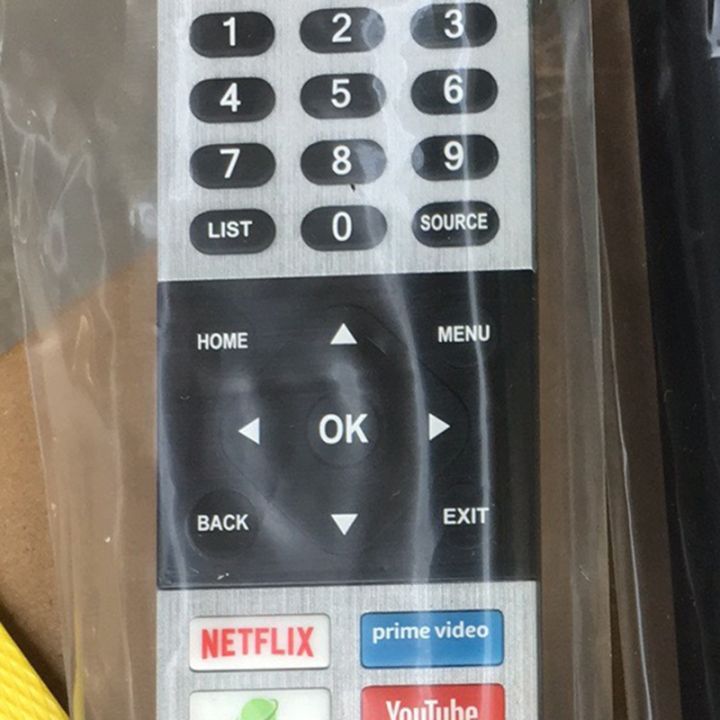 1 2 3
4 5 6
7 8 9
LIST 0 SOURCE
HOME MENU
OK
BACK EXIT
NETFLIX prime video
YouTube